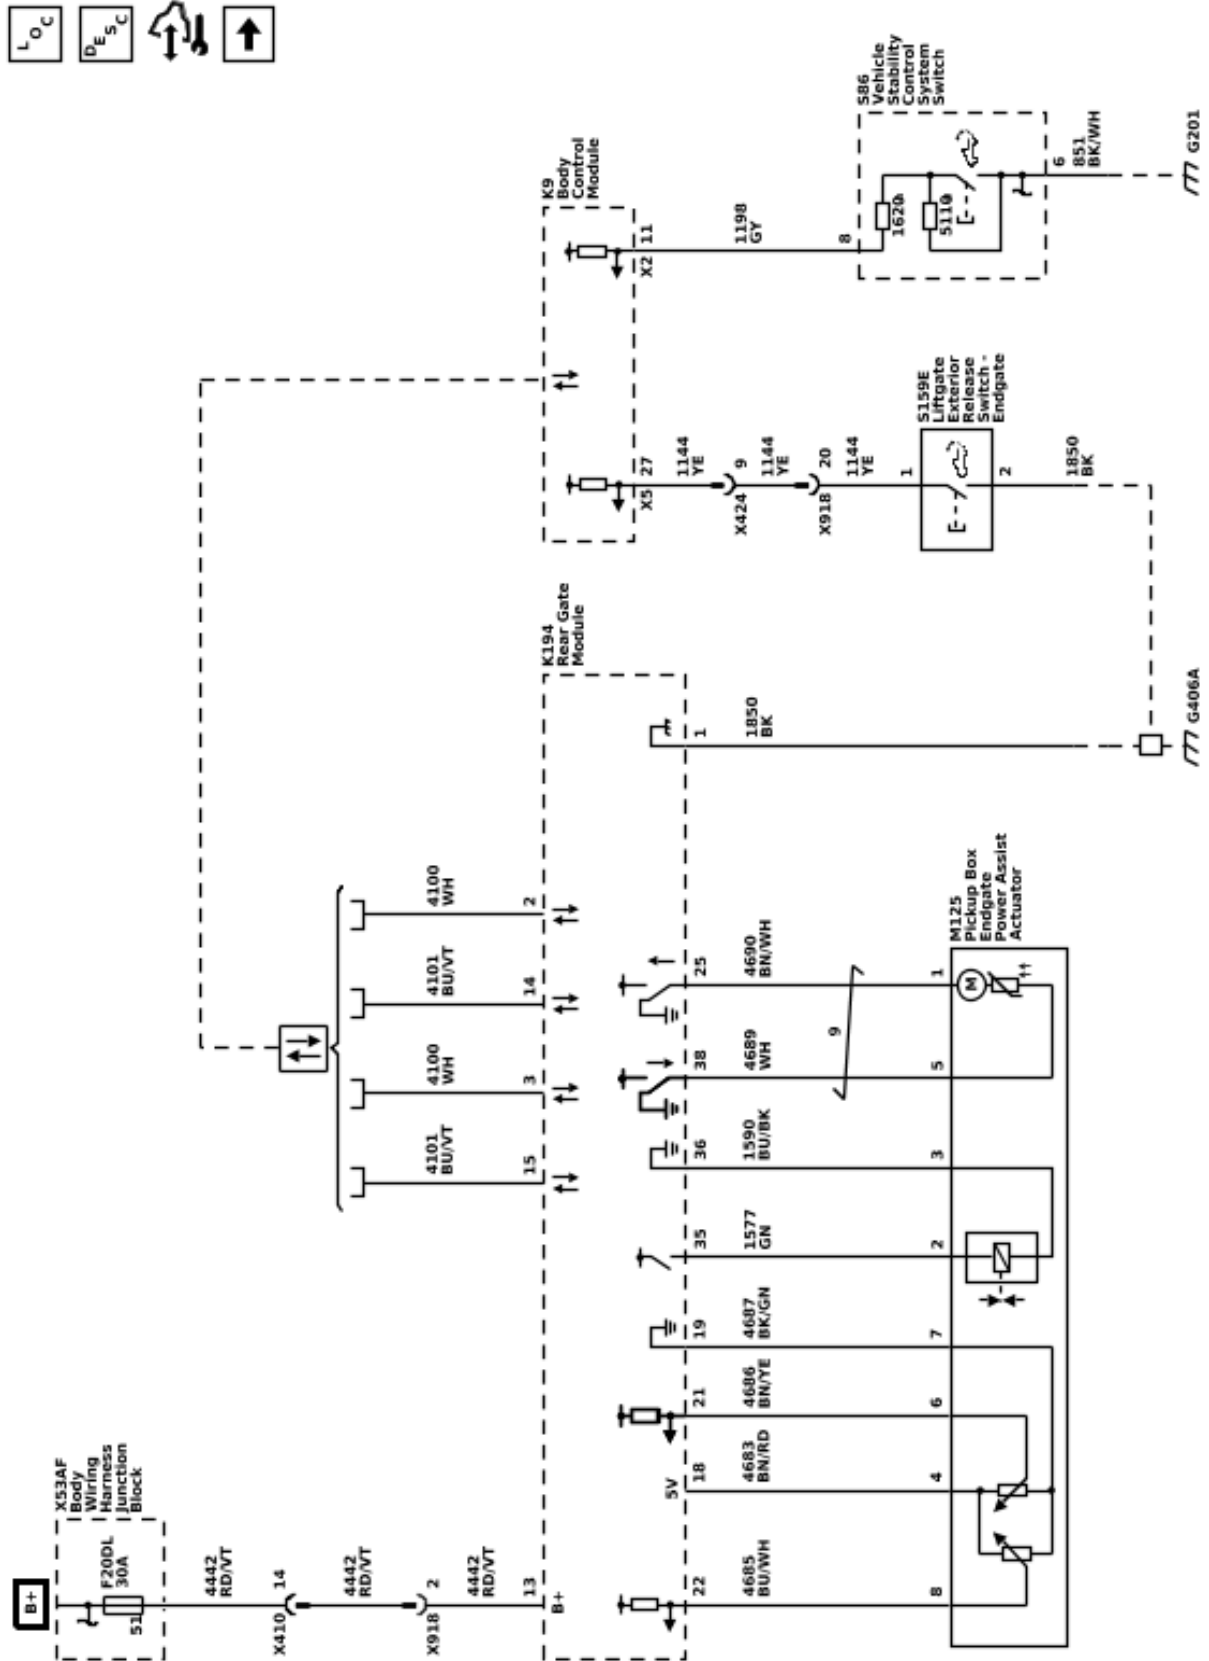 LOC
DESC
B+
X53AF
Body
Wiring
Harness
Junction
Block
F20DL
30A
51
4442
RD/VT
X410
14
4442
RD/VT
X918
2
4442
RD/VT
13
B+
4101
BU/VT
15
4100
WH
3
4101
BU/VT
14
4100
WH
2
K194
Rear Gate
Module
22
4685
BU/WH
8
5V
18
4683
BN/RD
4
21
4686
BN/YE
6
19
4687
BK/GN
7
35
1577
GN
2
36
1590
BU/BK
3
38
4689
WH
5
9
25
4690
BN/WH
1
M
M125
Pickup Box
Endgate
Power Assist
Actuator
1
1850
BK
G406A
K9
Body
Control
Module
X5
27
1144
YE
X424
9
1144
YE
X918
20
1144
YE
1
S159E
Liftgate
Exterior
Release
Switch -
Endgate
2
1850
BK
X2
11
1198
GY
8
S86
Vehicle
Stability
Control
System
Switch
1620
511
6
851
BK/WH
G201